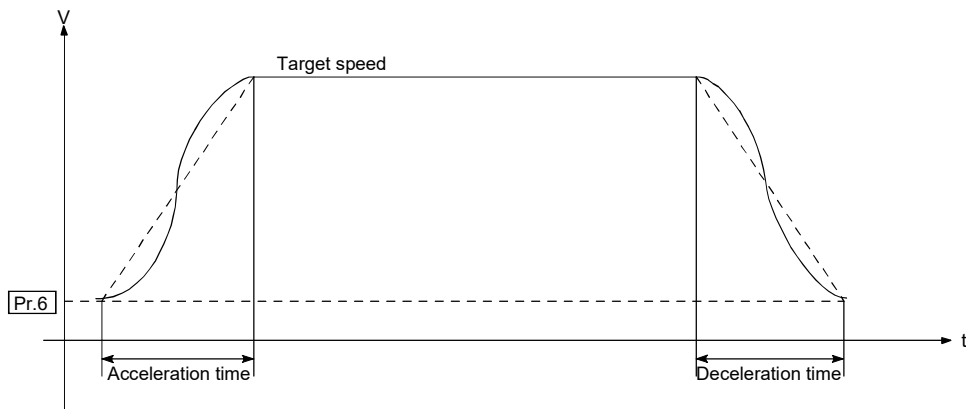 V
Target speed
Pr.6
t
Acceleration time
Deceleration time